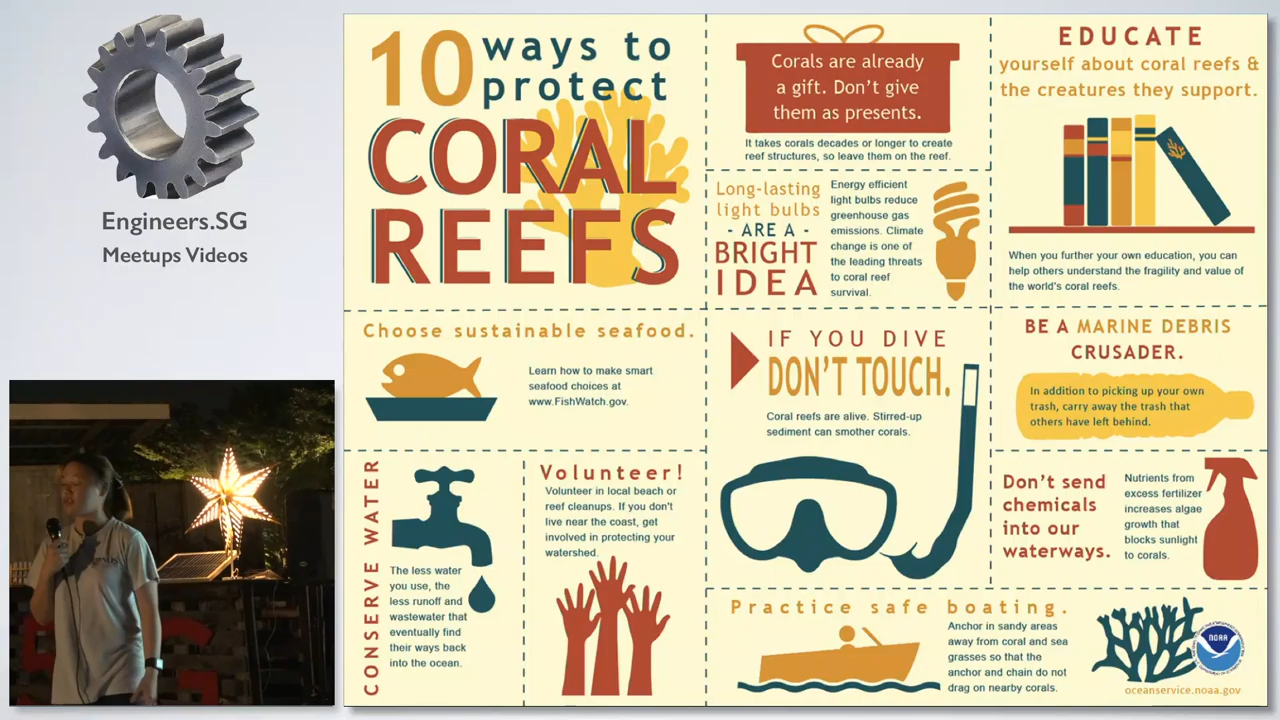 Engineers.SG
Meetups Videos
10 ways to
protect
CORAL
REEFS
Corals are already
a gift. Don't give
them as presents.
It takes corals decades or longer to create
reef structures, so leave them on the reef.
EDUCATE
yourself about coral reefs &
the creatures they support.
When you further your own education, you can
help others understand the fragility and value of
the world's coral reefs.
Long-lasting
light bulbs
- ARE A -
BRIGHT
IDEA
Energy efficient
light bulbs reduce
greenhouse gas
emissions. Climate
change is one of
the leading threats
to coral reef
survival.
Choose sustainable seafood.
Learn how to make smart
seafood choices at
www.FishWatch.gov.
IF YOU DIVE
DON'T TOUCH.
Coral reefs are alive. Stirred-up
sediment can smother corals.
BE A MARINE DEBRIS
CRUSADER.
In addition to picking up your own
trash, carry away the trash that
others have left behind.
CONSERVE WATER
The less water
you use, the
less runoff and
wastewater that
eventually find
their ways back
into the ocean.
Volunteer!
Volunteer in local beach or
reef cleanups. If you don't
live near the coast, get
involved in protecting your
watershed.
Don't send
chemicals
into our
waterways.
Nutrients from
excess fertilizer
increases algae
growth that
blocks sunlight
to corals.
Practice safe boating.
Anchor in sandy areas
away from coral and sea
grasses so that the
anchor and chain do not
drag on nearby corals.
NOAA
oceanservice.noaa.gov